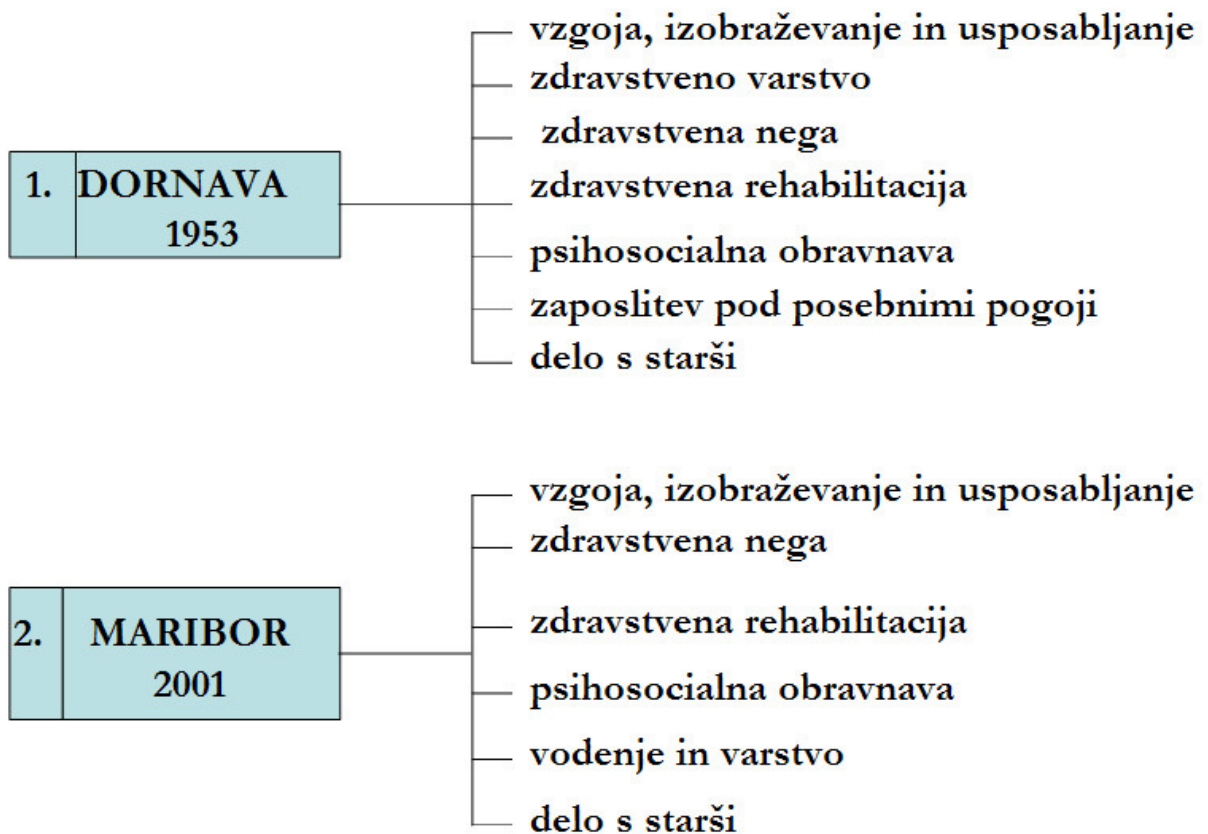 1. DORNAVA
1953
vzgoja, izobraževanje in usposabljanje
zdravstveno varstvo
zdravstvena nega
zdravstvena rehabilitacija
psihosocialna obravnava
zaposlitev pod posebnimi pogoji
delo s starši
2. MARIBOR
2001
vzgoja, izobraževanje in usposabljanje
zdravstvena nega
zdravstvena rehabilitacija
psihosocialna obravnava
vodenje in varstvo
delo s starši